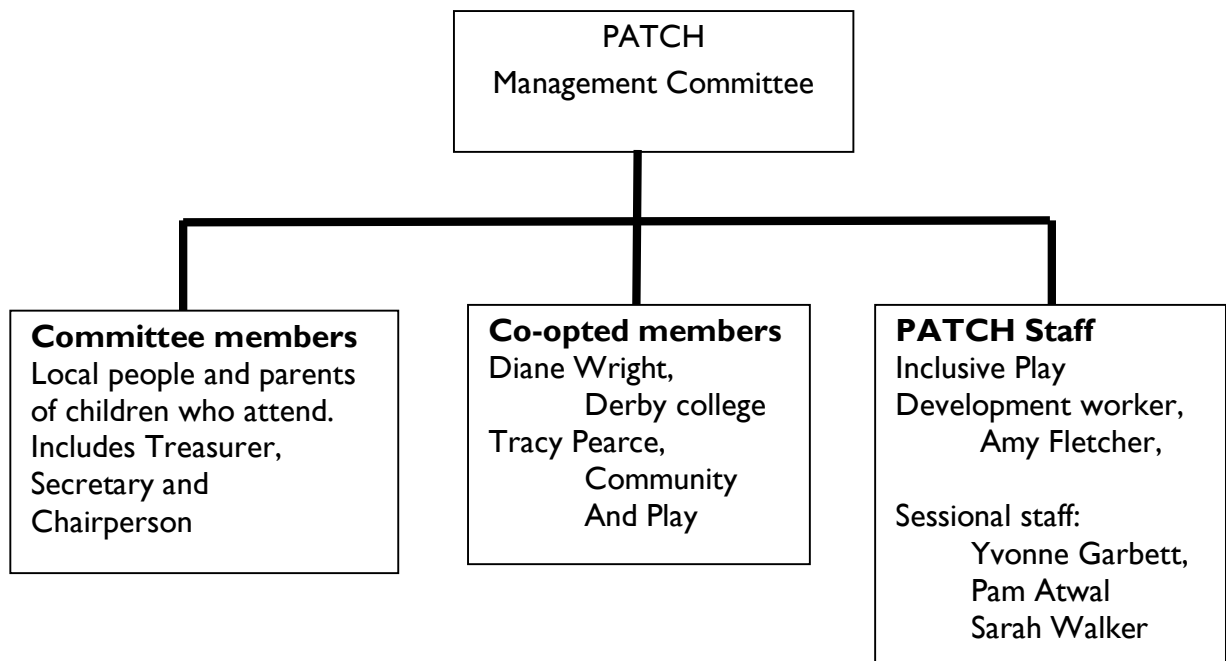 PATCH
Management Committee
Committee members
Local people and parents
of children who attend.
Includes Treasurer,
Secretary and
Chairperson
Co-opted members
Diane Wright,
Derby college
Tracy Pearce,
Community
And Play
PATCH Staff
Inclusive Play
Development worker,
Amy Fletcher,
Sessional staff:
Yvonne Garbett,
Pam Atwal
Sarah Walker